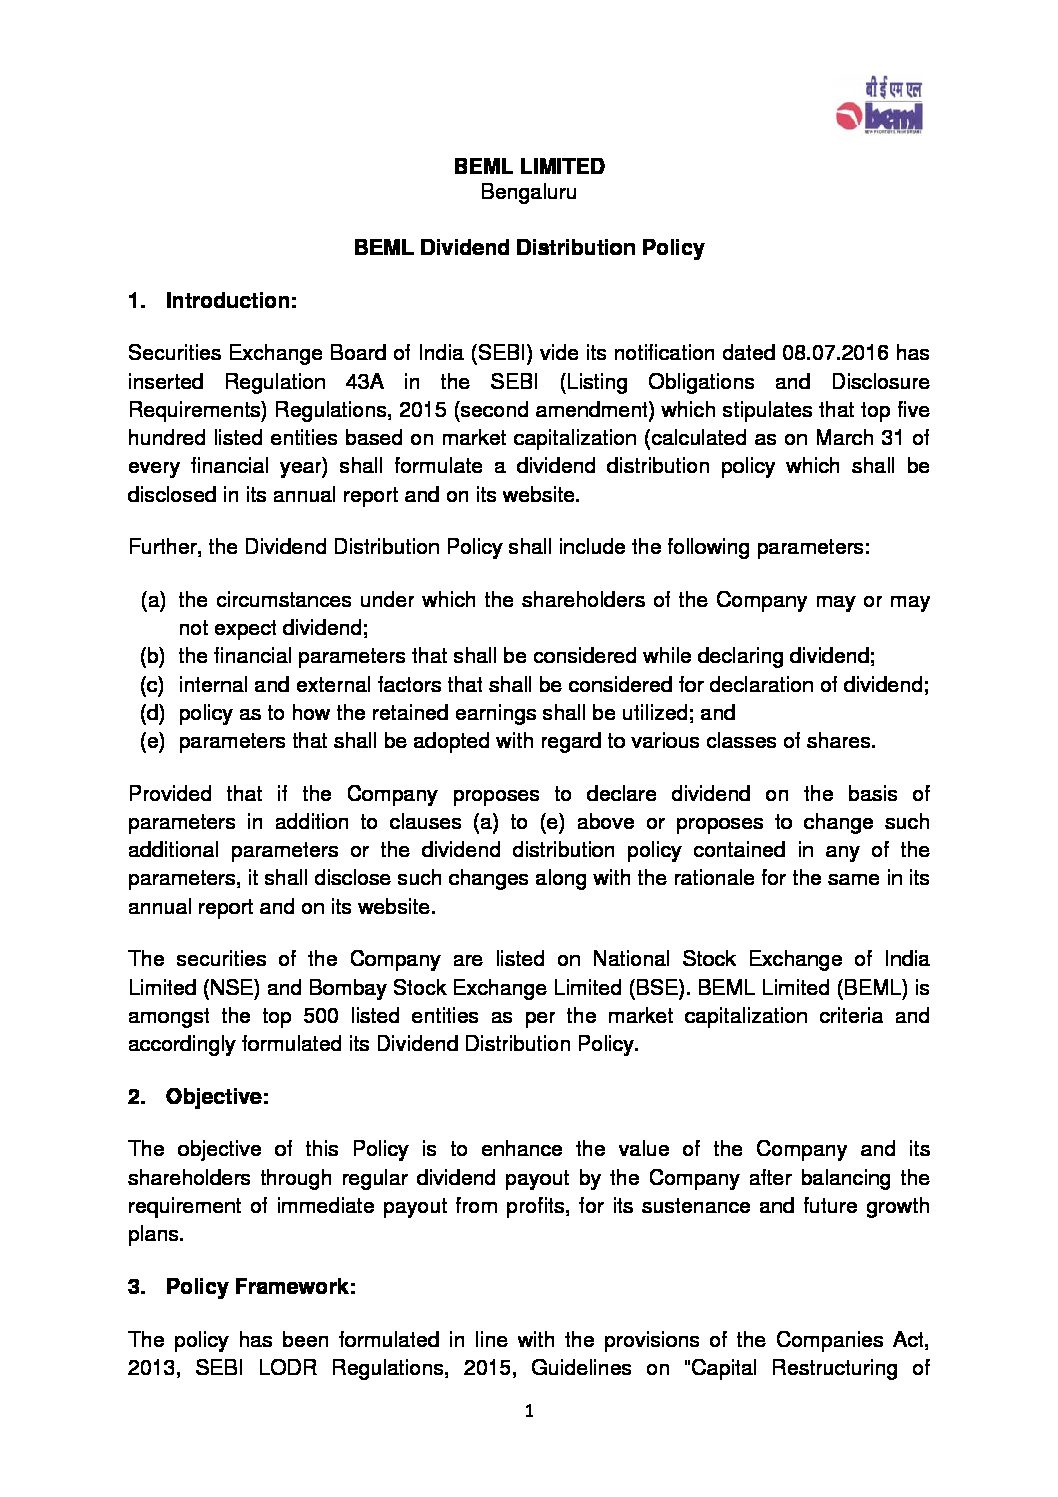 बी ई एम एल
beml
BEML LIMITED
Bengaluru
BEML Dividend Distribution Policy
1. Introduction:
Securities Exchange Board of India (SEBI) vide its notification dated 08.07.2016 has
inserted Regulation 43A in the SEBI (Listing Obligations and Disclosure
Requirements) Regulations, 2015 (second amendment) which stipulates that top five
hundred listed entities based on market capitalization (calculated as on March 31 of
every financial year) shall formulate a dividend distribution policy which shall be
disclosed in its annual report and on its website.
Further, the Dividend Distribution Policy shall include the following parameters:
(a) the circumstances under which the shareholders of the Company may or may
not expect dividend;
(b) the financial parameters that shall be considered while declaring dividend;
(c) internal and external factors that shall be considered for declaration of dividend;
(d) policy as to how the retained earnings shall be utilized; and
(e) parameters that shall be adopted with regard to various classes of shares.
Provided that if the Company proposes to declare dividend on the basis of
parameters in addition to clauses (a) to (e) above or proposes to change such
additional parameters or the dividend distribution policy contained in any of the
parameters, it shall disclose such changes along with the rationale for the same in its
annual report and on its website.
The securities of the Company are listed on National Stock Exchange of India
Limited (NSE) and Bombay Stock Exchange Limited (BSE). BEML Limited (BEML) is
amongst the top 500 listed entities as per the market capitalization criteria and
accordingly formulated its Dividend Distribution Policy.
2. Objective:
The objective of this Policy is to enhance the value of the Company and its
shareholders through regular dividend payout by the Company after balancing the
requirement of immediate payout from profits, for its sustenance and future growth
plans.
3. Policy Framework:
The policy has been formulated in line with the provisions of the Companies Act,
2013, SEBI LODR Regulations, 2015, Guidelines on "Capital Restructuring of
1